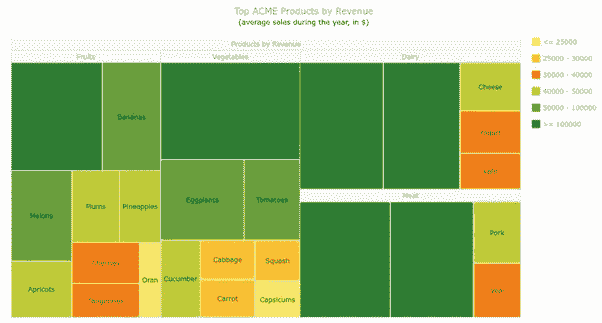 Top ACME Products by Revenue
(average sales during the year, in $)
Products by Revenue
Fruits
Vegetables
Dairy
<= 25000
25000 - 30000
30000 - 40000
40000 - 50000
50000 - 100000
>= 100000
Bananas
Cheese
Melons
Plums
Pineapples
Eggplants
Tomatoes
Meat
Pork
Apricots
Oran
Cucumber
Cabbage
Squash
Carrot
Capsicums